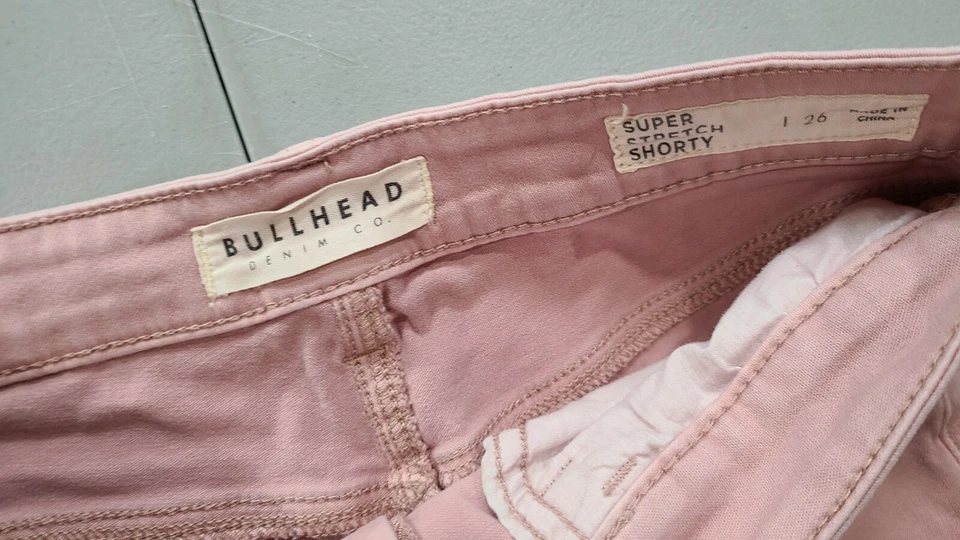 BULLHEAD
DENIM CO.
SUPER
STRETCH
SHORTY
1 26
MADE IN
CHINA